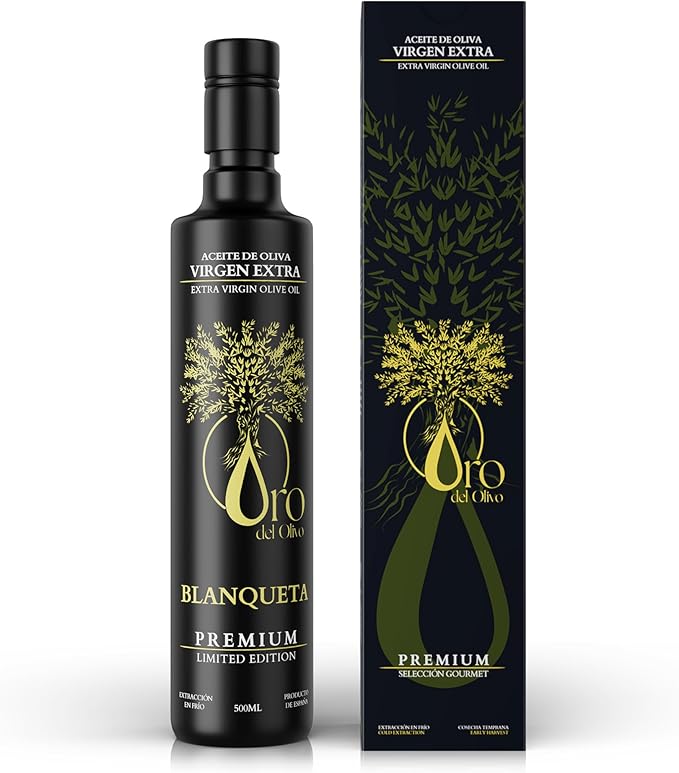 ACEITE DE OLIVA
VIRGEN EXTRA
EXTRA VIRGIN OLIVE OIL
Oro
del Olivo
BLANQUETA
PREMIUM
LIMITED EDITION
EXTRACCIÓN
EN FRÍO
500ML
PRODUCTO
DE ESPAÑA
ACEITE DE OLIVA
VIRGEN EXTRA
EXTRA VIRGIN OLIVE OIL
Oro
del Olivo
PREMIUM
SELECCIÓN GOURMET
EXTRACCIÓN EN FRÍO
COLD EXTRACTION
COSECHA TEMPRANA
EARLY HARVEST